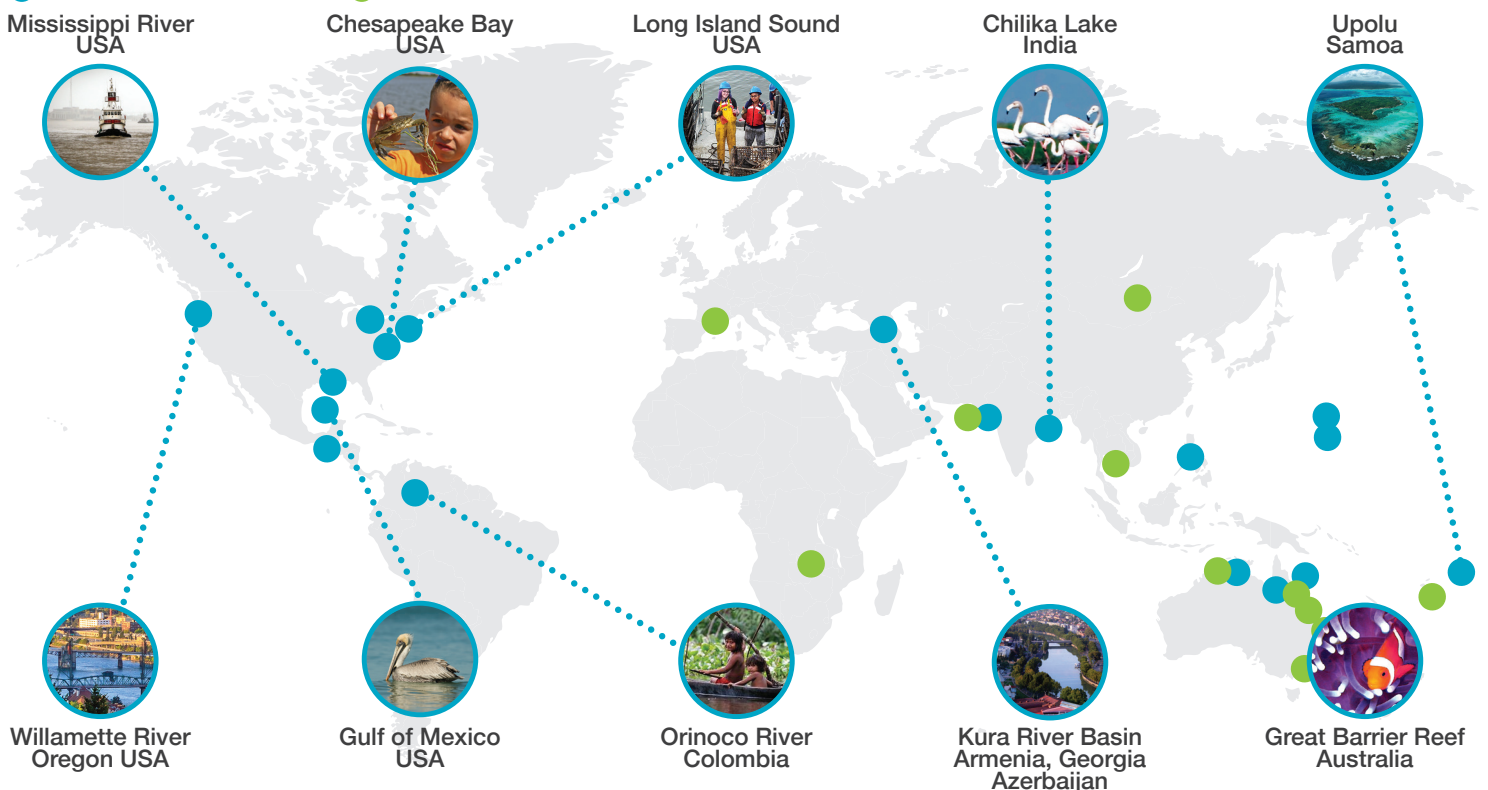 Mississippi River
USA
Chesapeake Bay
USA
Long Island Sound
USA
Chilika Lake
India
Upolu
Samoa
Willamette River
Oregon USA
Gulf of Mexico
USA
Orinoco River
Colombia
Kura River Basin
Armenia, Georgia
Azerbaijan
Great Barrier Reef
Australia